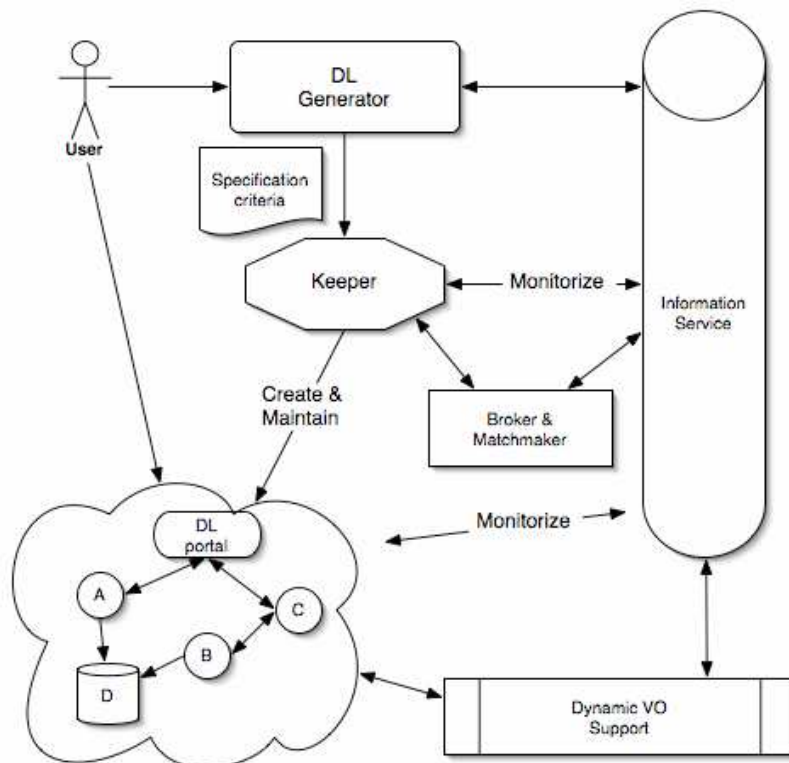 DL
Generator
User
Specification
criteria
Keeper
Monitorize
Information
Service
Create &
Maintain
Broker &
Matchmaker
DL
portal
Monitorize
A
C
B
D
Dynamic VO
Support